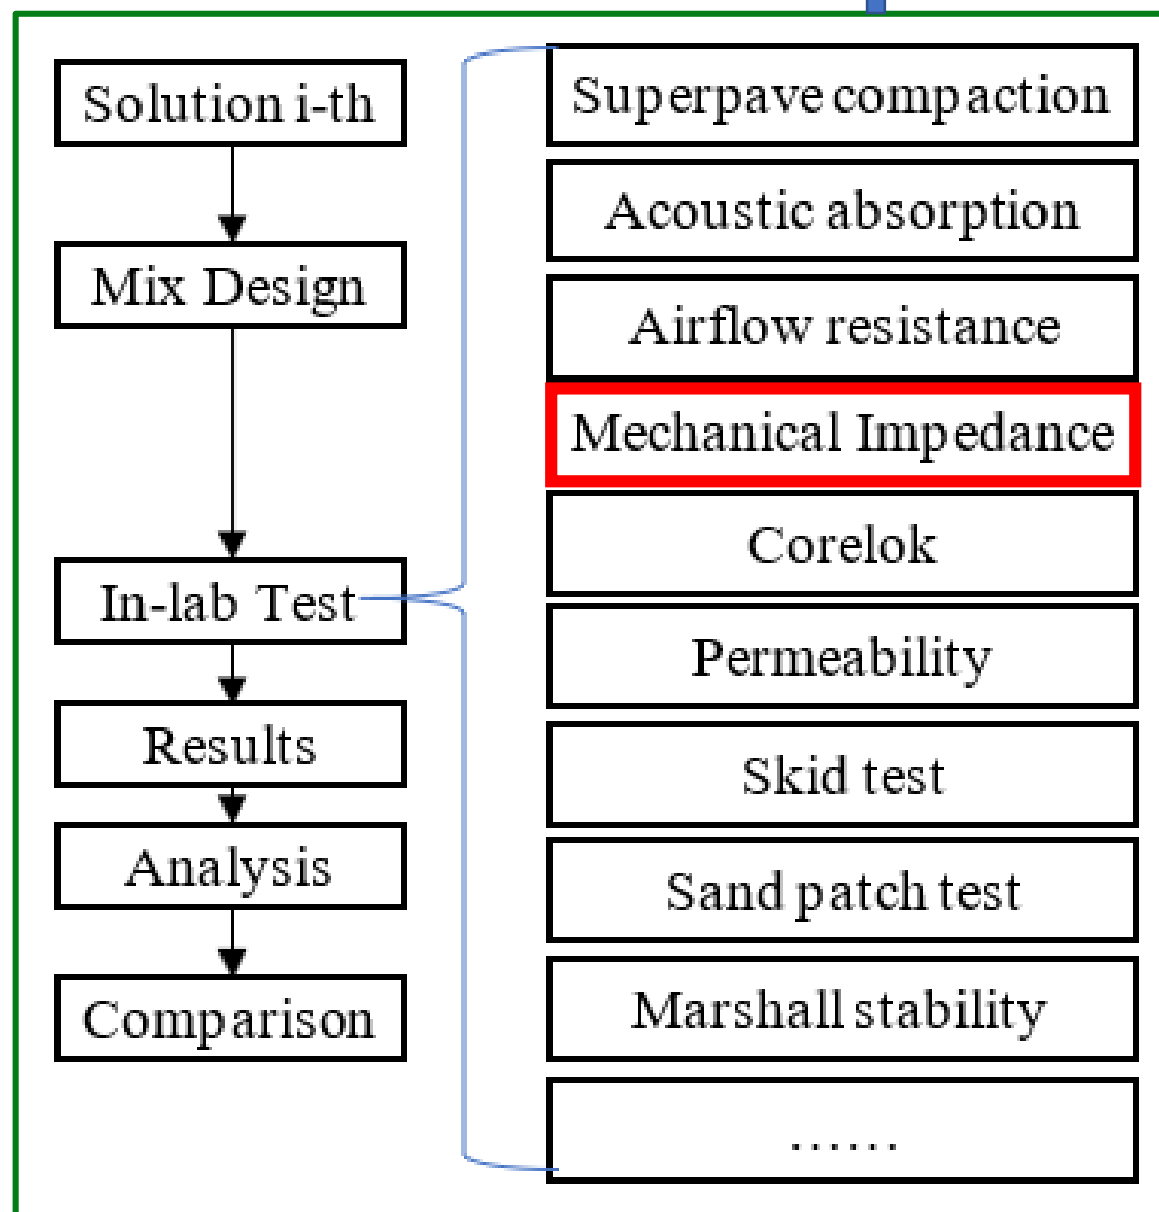 Solution i-th
Mix Design
In-lab Test
Results
Analysis
Comparison
Superpave compaction
Acoustic absorption
Airflow resistance
Mechanical Impedance
Corelok
Permeability
Skid test
Sand patch test
Marshall stability
......